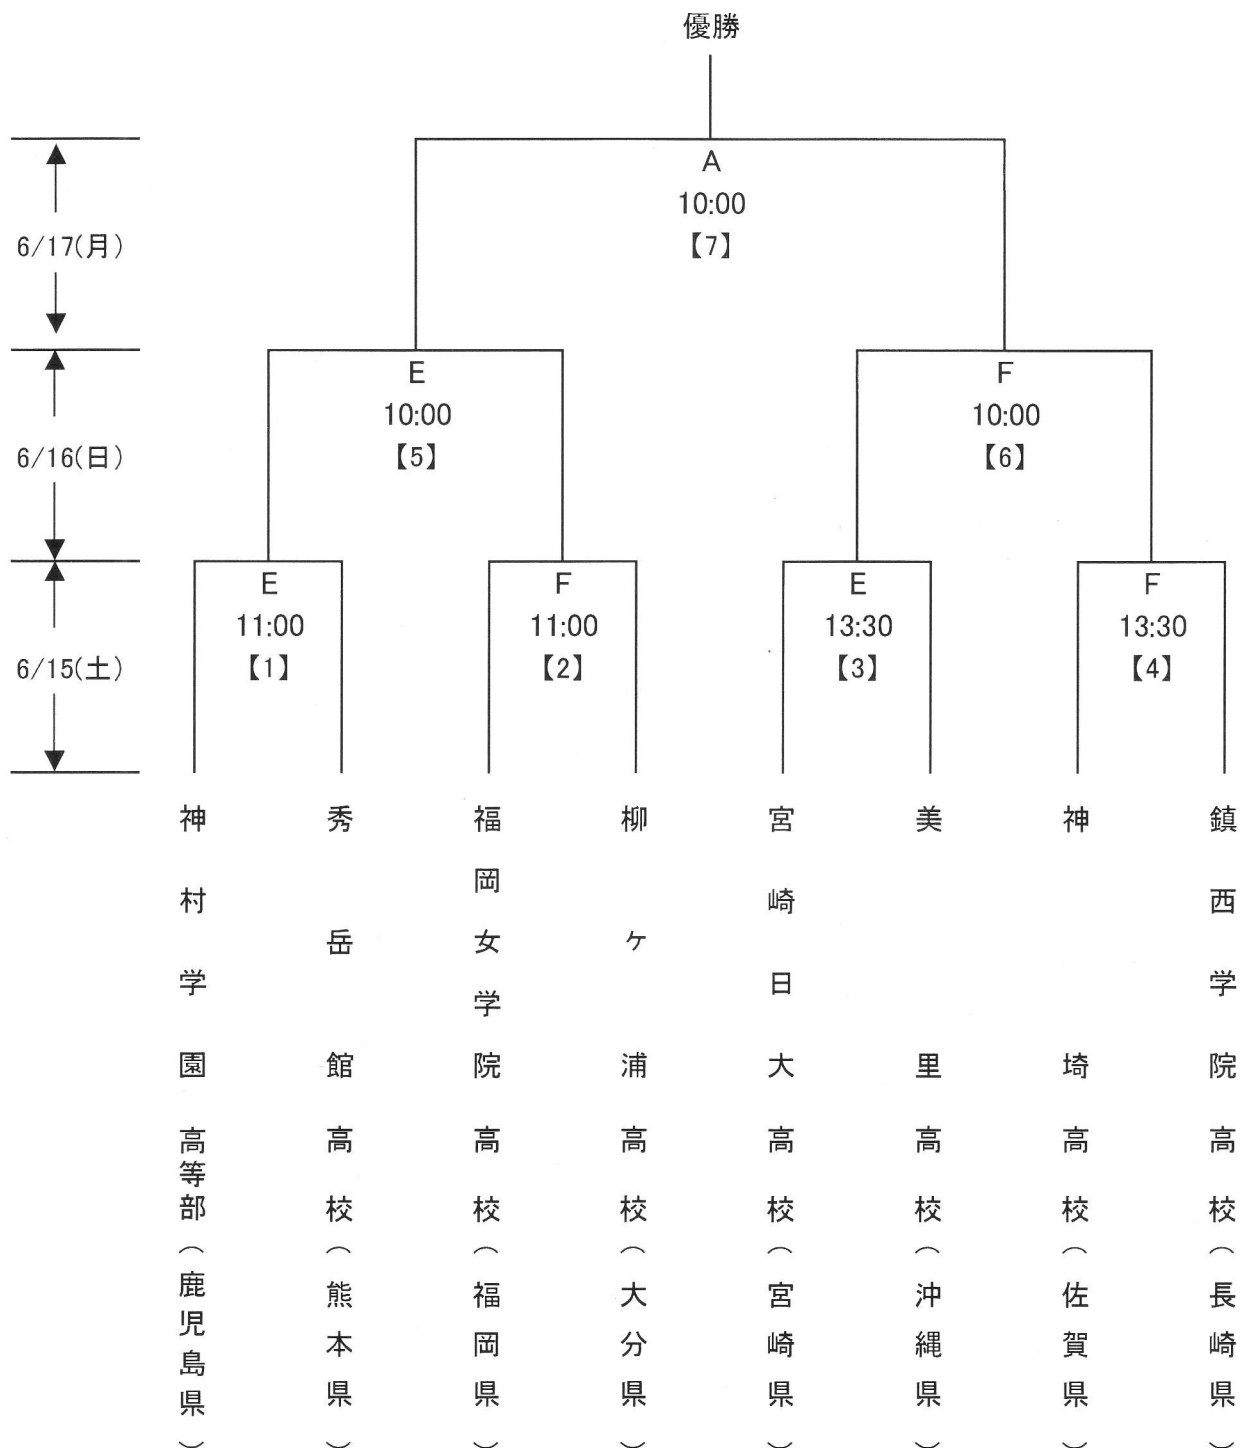 優勝
A
10:00
【7】
6/17(月)
E
10:00
【5】
F
10:00
【6】
6/16(日)
E
11:00
【1】
F
11:00
【2】
E
13:30
【3】
F
13:30
【4】
6/15(土)
神村学園高等部(鹿児島県)
秀岳館高校(熊本県)
福岡女学院高校(福岡県)
柳ヶ浦高校(大分県)
宮崎日大高校(宮崎県)
美里高校(沖縄県)
神埼高校(佐賀県)
鎮西学院高校(長崎県)